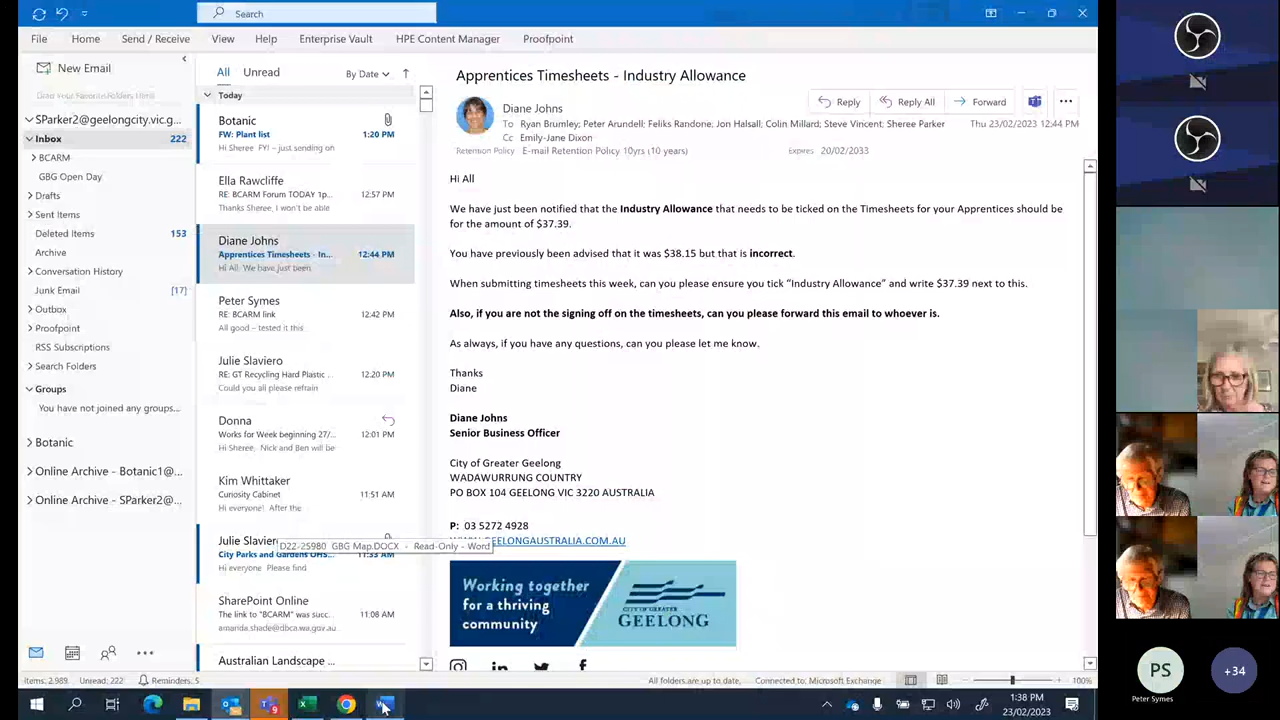 Search
File Home Send / Receive View Help Enterprise Vault HPE Content Manager Proofpoint
New Email
SParker2@geelongcity.vic.g...
Inbox 222
BCARM
GBG Open Day
Drafts
Sent Items
Deleted Items 153
Archive
Conversation History
Junk Email [17]
Outbox
Proofpoint
RSS Subscriptions
Search Folders
Groups
You have not joined any groups...
Botanic
Online Archive - Botanic1@...
Online Archive - SParker2@...
All Unread By Date
Today
Botanic
FW: Plant list 1:20 PM
Hi Sheree FYI – just sending on
Ella Rawcliffe
RE: BCARM Forum TODAY 1p... 12:57 PM
Thanks Sheree, I won't be able
Diane Johns
Apprentices Timesheets - In... 12:44 PM
Hi All We have just been
Peter Symes
RE: BCARM link 12:42 PM
All good – tested it this
Julie Slaviero
RE: GT Recycling Hard Plastic ... 12:20 PM
Could you all please refrain
Donna
Works for Week beginning 27/... 12:01 PM
Hi Sheree, Nick and Ben will be
Kim Whittaker
Curiosity Cabinet 11:51 AM
Hi everyone! After the
Julie Slavier
D22-25980 GBG Map.DOCX - Read-Only - Word
City Parks and Gardens OHS... 11:33 AM
Hi everyone Please find
SharePoint Online
The link to "BCARM" was succ... 11:08 AM
amanda.shade@dbca.wa.gov.au
Australian Landscape ...
Apprentices Timesheets - Industry Allowance
Diane Johns
Reply Reply All Forward
To Ryan Brumley; Peter Arundell; Feliks Randone; Jon Halsall; Colin Millard; Steve Vincent; Sheree Parker
Thu 23/02/2023 12:44 PM
Cc Emily-Jane Dixon
Retention Policy E-mail Retention Policy 10yrs (10 years) Expires 20/02/2033
Hi All
We have just been notified that the Industry Allowance that needs to be ticked on the Timesheets for your Apprentices should be
for the amount of $37.39.
You have previously been advised that it was $38.15 but that is incorrect.
When submitting timesheets this week, can you please ensure you tick “Industry Allowance” and write $37.39 next to this.
Also, if you are not the signing off on the timesheets, can you please forward this email to whoever is.
As always, if you have any questions, can you please let me know.
Thanks
Diane
Diane Johns
Senior Business Officer
City of Greater Geelong
WADAWURRUNG COUNTRY
PO BOX 104 GEELONG VIC 3220 AUSTRALIA
P: 03 5272 4928
WWW.GEELONGAUSTRALIA.COM.AU
Working together
for a thriving
community
CITY OF GREATER
GEELONG
Items: 2,989 Unread: 222 Reminders: 5 All folders are up to date. Connected to: Microsoft Exchange 100%
1:38 PM
23/02/2023
PS
Peter Symes
+34